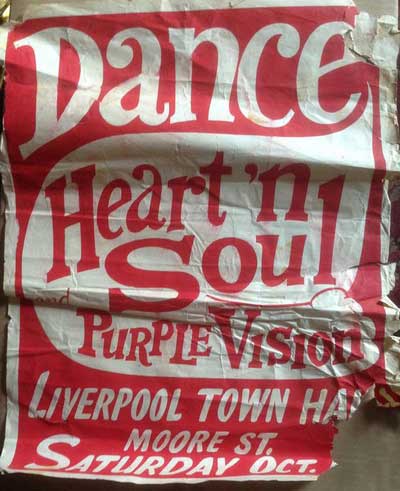 Dance
Heart 'n
Soul
and
PURPLE VISION
LIVERPOOL TOWN HA
MOORE ST.
SATURDAY OCT.